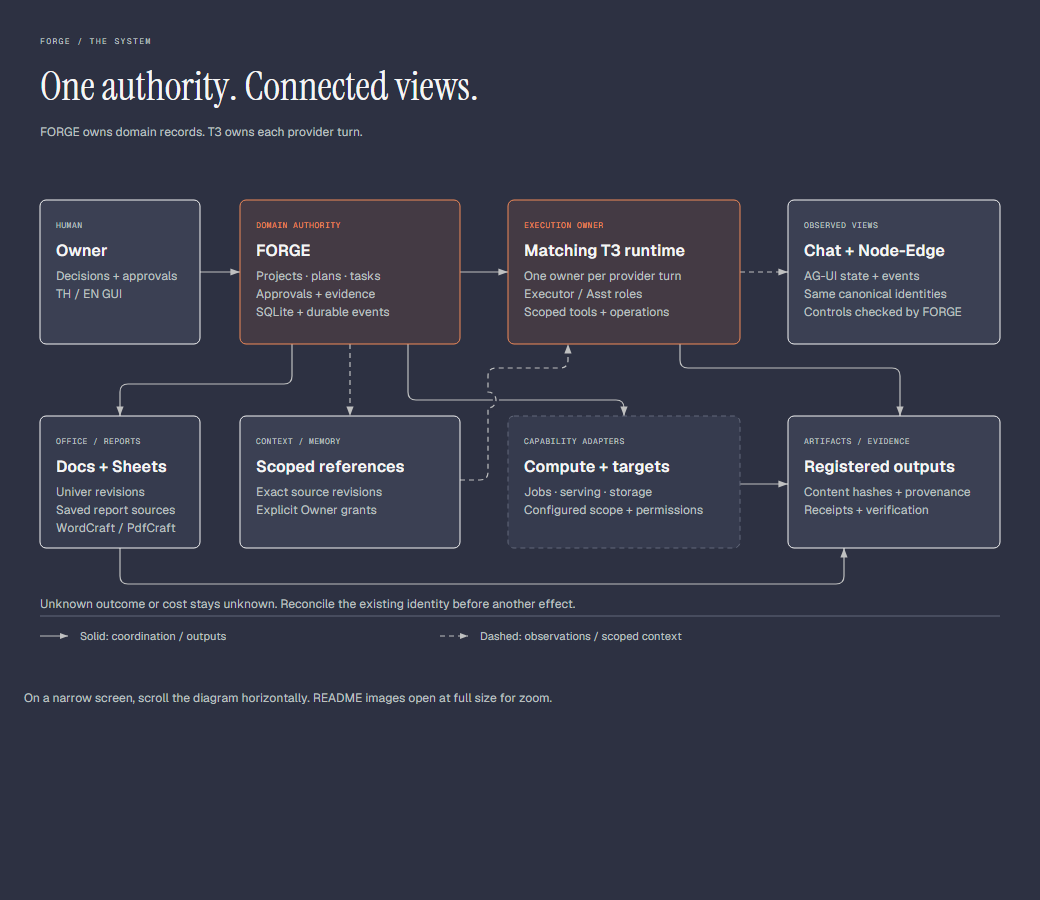 FORGE / THE SYSTEM
One authority. Connected views.
FORGE owns domain records. T3 owns each provider turn.
HUMAN
Owner
Decisions + approvals
TH / EN GUI
DOMAIN AUTHORITY
FORGE
Projects · plans · tasks
Approvals + evidence
SQLite + durable events
EXECUTION OWNER
Matching T3 runtime
One owner per provider turn
Executor / Asst roles
Scoped tools + operations
OBSERVED VIEWS
Chat + Node-Edge
AG-UI state + events
Same canonical identities
Controls checked by FORGE
OFFICE / REPORTS
Docs + Sheets
Univer revisions
Saved report sources
WordCraft / PdfCraft
CONTEXT / MEMORY
Scoped references
Exact source revisions
Explicit Owner grants
CAPABILITY ADAPTERS
Compute + targets
Jobs · serving · storage
Configured scope + permissions
ARTIFACTS / EVIDENCE
Registered outputs
Content hashes + provenance
Receipts + verification
Unknown outcome or cost stays unknown. Reconcile the existing identity before another effect.
Solid: coordination / outputs
Dashed: observations / scoped context
On a narrow screen, scroll the diagram horizontally. README images open at full size for zoom.